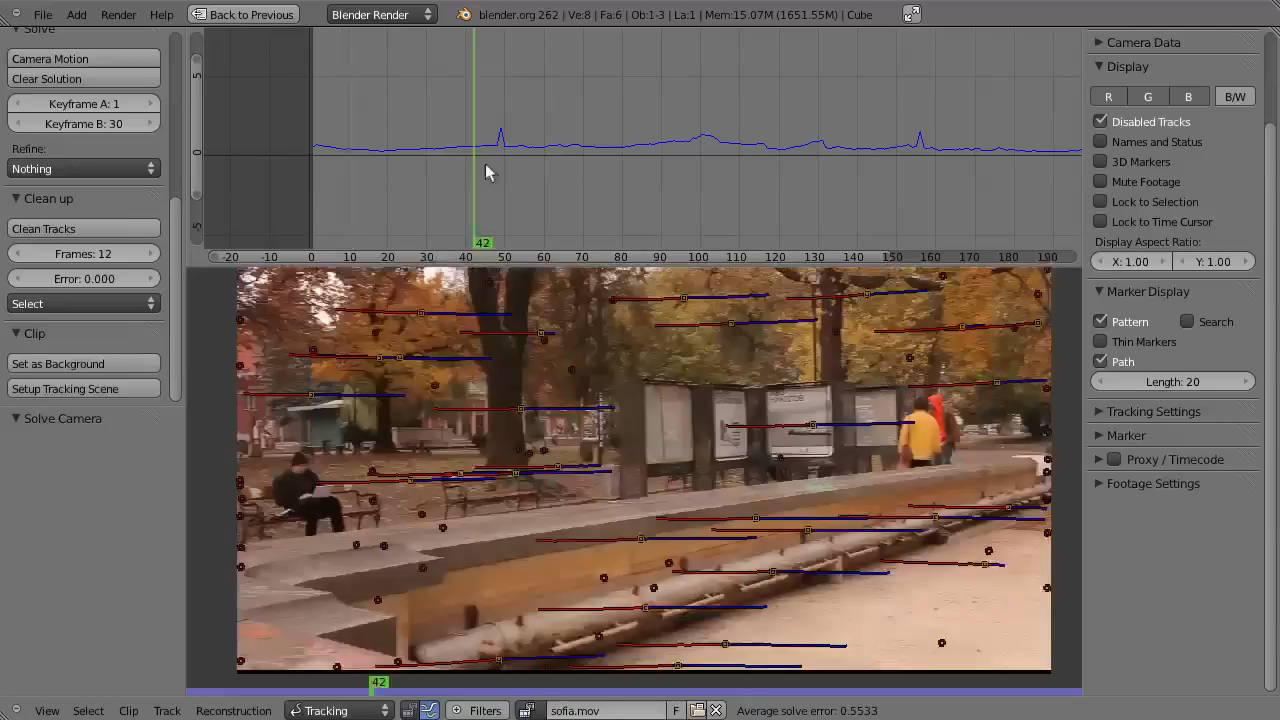 File Add Render Help Back to Previous Blender Render blender.org 262 | Ve:8 | Fa:6 | Ob:1-3 | La:1 | Mem:15.07M (1651.55M) | Cube
Solve
Camera Motion
Clear Solution
Keyframe A: 1
Keyframe B: 30
Refine:
Nothing
Clean up
Clean Tracks
Frames: 12
Error: 0.000
Select
Clip
Set as Background
Setup Tracking Scene
Solve Camera
5
0
-5
42
-20 -10 0 10 20 30 40 50 60 70 80 90 100 110 120 130 140 150 160 170 180 190
42
Camera Data
Display
R G B B/W
Disabled Tracks
Names and Status
3D Markers
Mute Footage
Lock to Selection
Lock to Time Cursor
Display Aspect Ratio:
X: 1.00 Y: 1.00
Marker Display
Pattern Search
Thin Markers
Path
Length: 20
Tracking Settings
Marker
Proxy / Timecode
Footage Settings
View Select Clip Track Reconstruction Tracking Filters sofia.mov F Average solve error: 0.5533